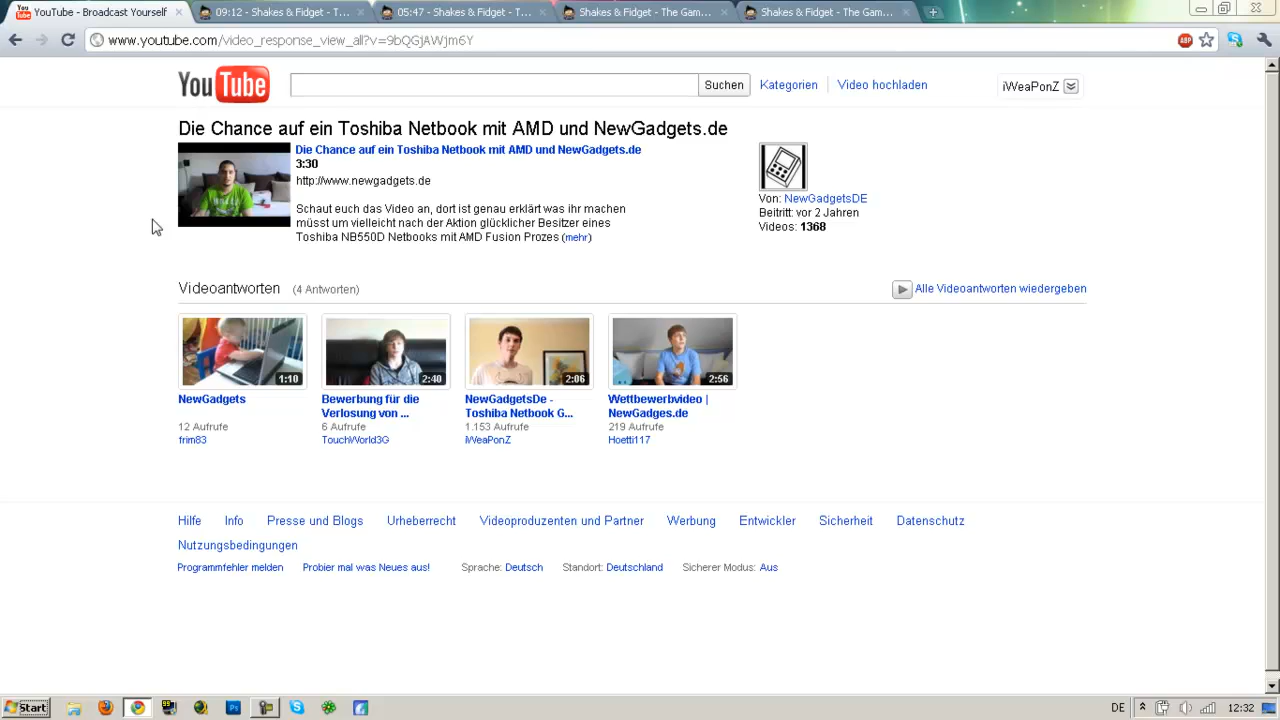 YouTube - Broadcast Yourself
09:12 - Shakes & Fidget - T...
05:47 - Shakes & Fidget - T...
Shakes & Fidget - The Gam...
Shakes & Fidget - The Gam...
www.youtube.com/video_response_view_all?v=9bQGjAWjm6Y
ABP
YouTube
Suchen
Kategorien
Video hochladen
iWeaPonZ
Die Chance auf ein Toshiba Netbook mit AMD und NewGadgets.de
Die Chance auf ein Toshiba Netbook mit AMD und NewGadgets.de
3:30
http://www.newgadgets.de
Schaut euch das Video an, dort ist genau erklärt was ihr machen
müsst um vielleicht nach der Aktion glücklicher Besitzer eines
Toshiba NB550D Netbooks mit AMD Fusion Prozes (mehr)
Von: NewGadgetsDE
Beitritt: vor 2 Jahren
Videos: 1368
Videoantworten (4 Antworten)
Alle Videoantworten wiedergeben
1:10
2:40
2:06
2:56
NewGadgets
12 Aufrufe
frim83
Bewerbung für die
Verlosung von ...
6 Aufrufe
TouchWorld3G
NewGadgetsDe -
Toshiba Netbook G...
1.153 Aufrufe
iWeaPonZ
Wettbewerbvideo |
NewGadges.de
219 Aufrufe
Hoetti117
Hilfe Info Presse und Blogs Urheberrecht Videoproduzenten und Partner Werbung Entwickler Sicherheit Datenschutz
Nutzungsbedingungen
Programmfehler melden Probier mal was Neues aus! Sprache: Deutsch Standort: Deutschland Sicherer Modus: Aus
Start
DE
12:32